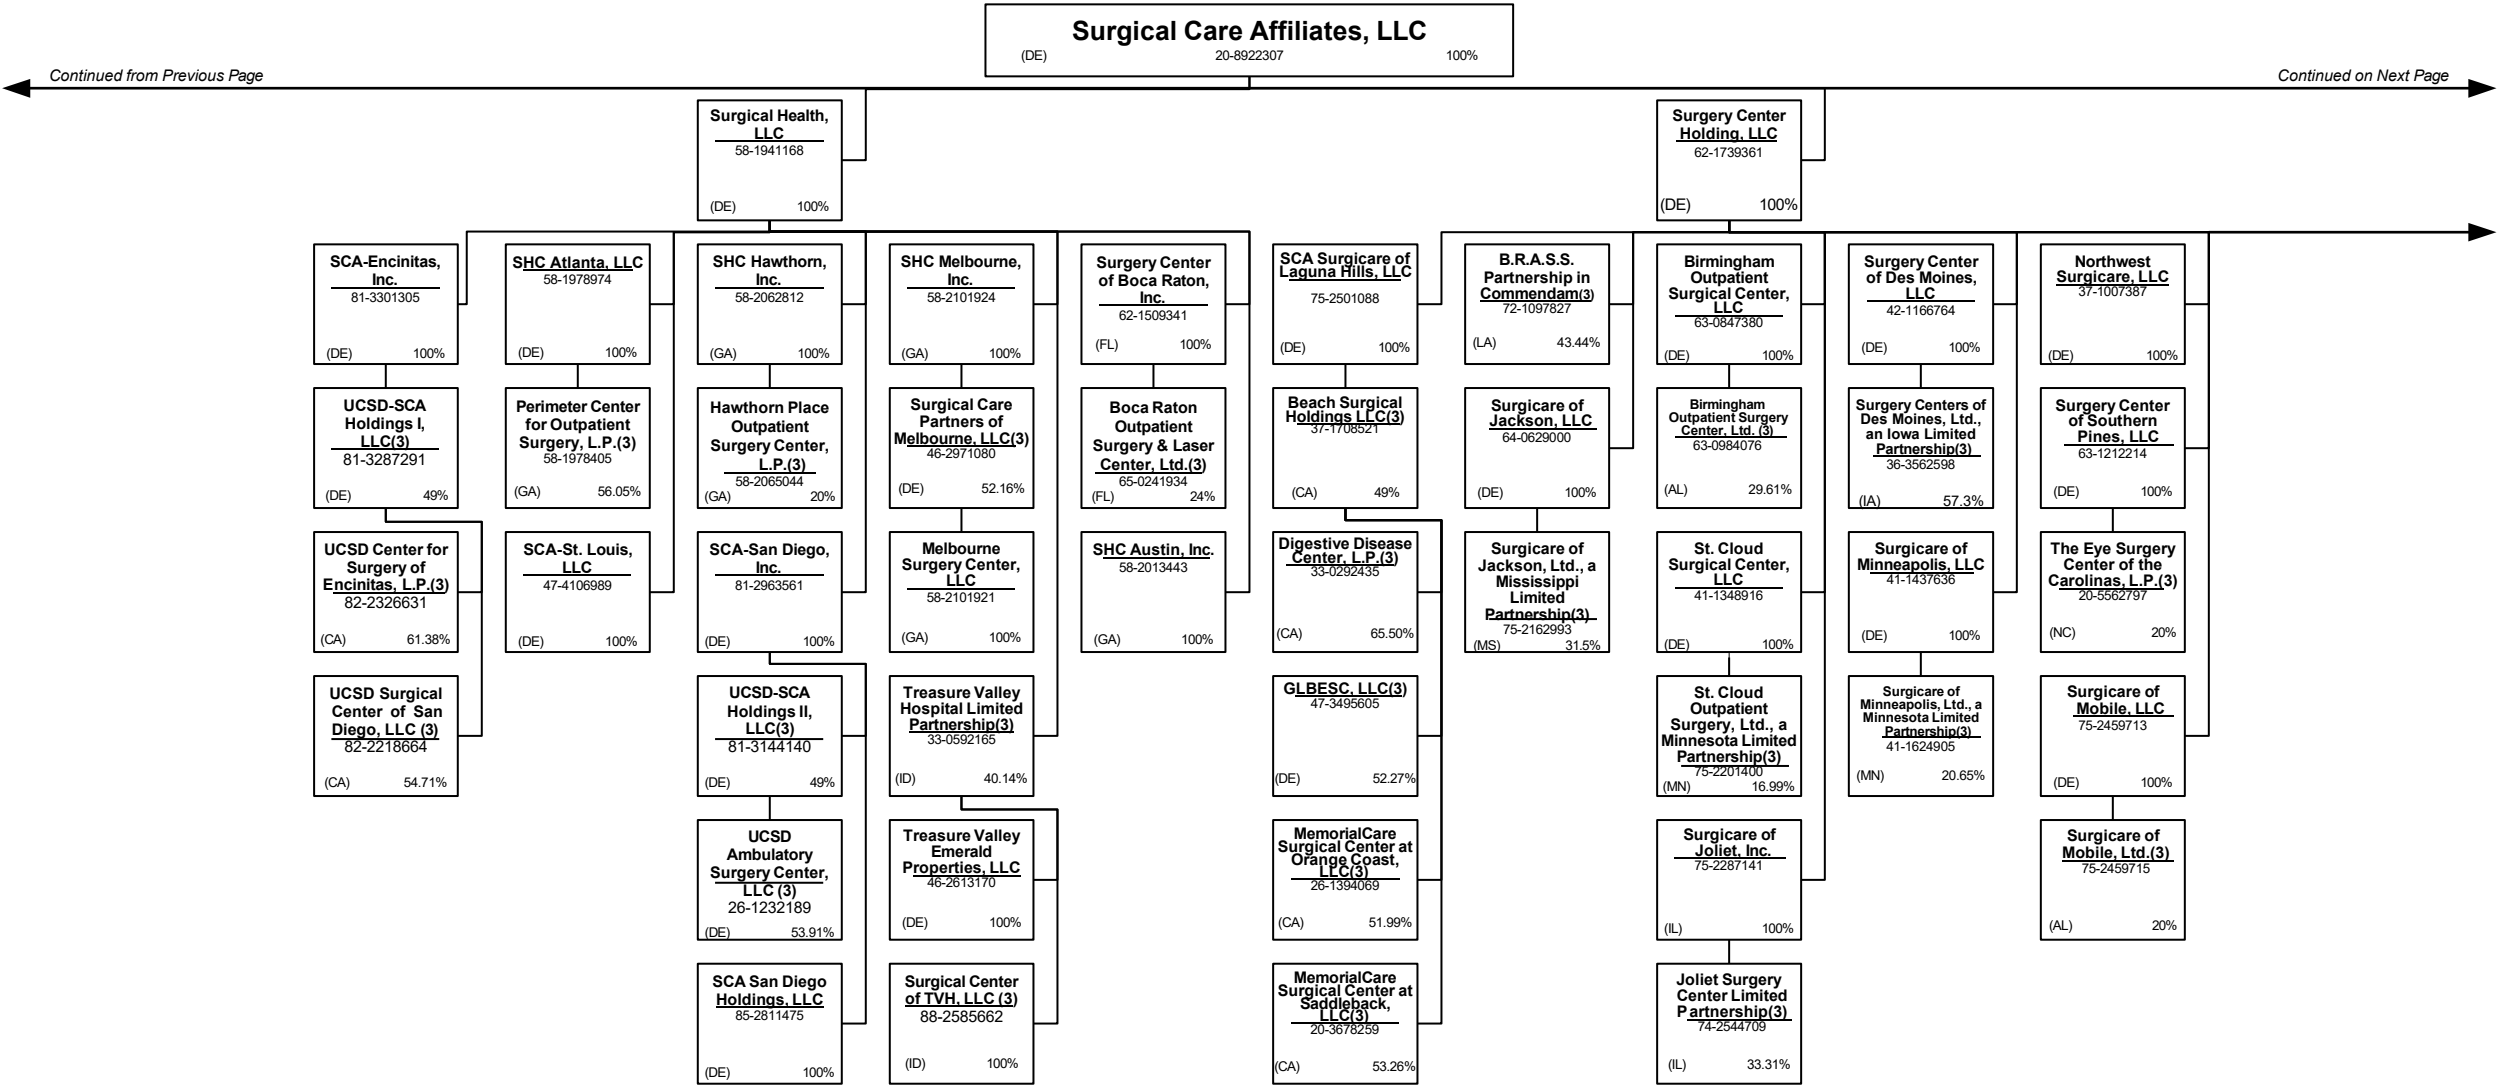 Surgical Care Affiliates, LLC
(DE) 20-8922307 100%
Continued from Previous Page
Continued on Next Page
Surgical Health,
LLC
58-1941168
(DE) 100%
Surgery Center
Holding, LLC
62-1739361
(DE) 100%
SCA-Encinitas,
Inc.
81-3301305
(DE) 100%
SHC Atlanta, LLC
58-1978974
(DE) 100%
SHC Hawthorn,
Inc.
58-2062812
(GA) 100%
SHC Melbourne,
Inc.
58-2101924
(GA) 100%
Surgery Center
of Boca Raton,
Inc.
62-1509341
(FL) 100%
SCA Surgicare of
Laguna Hills, LLC
75-2501088
(DE) 100%
B.R.A.S.S.
Partnership in
Commendam(3)
72-1097827
(LA) 43.44%
Birmingham
Outpatient
Surgical Center,
LLC
63-0847380
(DE) 100%
Surgery Center
of Des Moines,
LLC
42-1166764
(DE) 100%
Northwest
Surgicare, LLC
37-1007387
(DE) 100%
UCSD-SCA
Holdings I,
LLC(3)
81-3287291
(DE) 49%
Perimeter Center
for Outpatient
Surgery, L.P.(3)
58-1978405
(GA) 56.05%
Hawthorn Place
Outpatient
Surgery Center,
L.P.(3)
58-2065044
(GA) 20%
Surgical Care
Partners of
Melbourne, LLC(3)
46-2971080
(DE) 52.16%
Boca Raton
Outpatient
Surgery & Laser
Center, Ltd.(3)
65-0241934
(FL) 24%
Beach Surgical
Holdings LLC(3)
37-1708521
(CA) 49%
Surgicare of
Jackson, LLC
64-0629000
(DE) 100%
Birmingham
Outpatient Surgery
Center, Ltd. (3)
63-0984076
(AL) 29.61%
Surgery Centers of
Des Moines, Ltd.,
an Iowa Limited
Partnership(3)
36-3562598
(IA) 57.3%
Surgery Center
of Southern
Pines, LLC
63-1212214
(DE) 100%
UCSD Center for
Surgery of
Encinitas, L.P.(3)
82-2326631
(CA) 61.38%
SCA-St. Louis,
LLC
47-4106989
(DE) 100%
SCA-San Diego,
Inc.
81-2963561
(DE) 100%
Melbourne
Surgery Center,
LLC
58-2101921
(GA) 100%
SHC Austin, Inc.
58-2013443
(GA) 100%
Digestive Disease
Center, L.P.(3)
33-0292435
(CA) 65.50%
Surgicare of
Jackson, Ltd., a
Mississippi
Limited
Partnership(3)
75-2162993
(MS) 31.5%
St. Cloud
Surgical Center,
LLC
41-1348916
(DE) 100%
Surgicare of
Minneapolis, LLC
41-1437636
(DE) 100%
The Eye Surgery
Center of the
Carolinas, L.P.(3)
20-5562797
(NC) 20%
UCSD Surgical
Center of San
Diego, LLC (3)
82-2218664
(CA) 54.71%
UCSD-SCA
Holdings II,
LLC(3)
81-3144140
(DE) 49%
Treasure Valley
Hospital Limited
Partnership(3)
33-0592165
(ID) 40.14%
GLBESC, LLC(3)
47-3495605
(DE) 52.27%
St. Cloud
Outpatient
Surgery, Ltd., a
Minnesota Limited
Partnership(3)
75-2201400
(MN) 16.99%
Surgicare of
Minneapolis, Ltd., a
Minnesota Limited
Partnership(3)
41-1624905
(MN) 20.65%
Surgicare of
Mobile, LLC
75-2459713
(DE) 100%
UCSD
Ambulatory
Surgery Center,
LLC (3)
26-1232189
(DE) 53.91%
Treasure Valley
Emerald
Properties, LLC
46-2613170
(DE) 100%
MemorialCare
Surgical Center at
Orange Coast,
LLC(3)
26-1394069
(CA) 51.99%
Surgicare of
Joliet, Inc.
75-2287141
(IL) 100%
Surgicare of
Mobile, Ltd.(3)
75-2459715
(AL) 20%
SCA San Diego
Holdings, LLC
85-2811475
(DE) 100%
Surgical Center
of TVH, LLC (3)
88-2585662
(ID) 100%
MemorialCare
Surgical Center at
Saddleback,
LLC(3)
20-3678259
(CA) 53.26%
Joliet Surgery
Center Limited
Partnership(3)
74-2544709
(IL) 33.31%